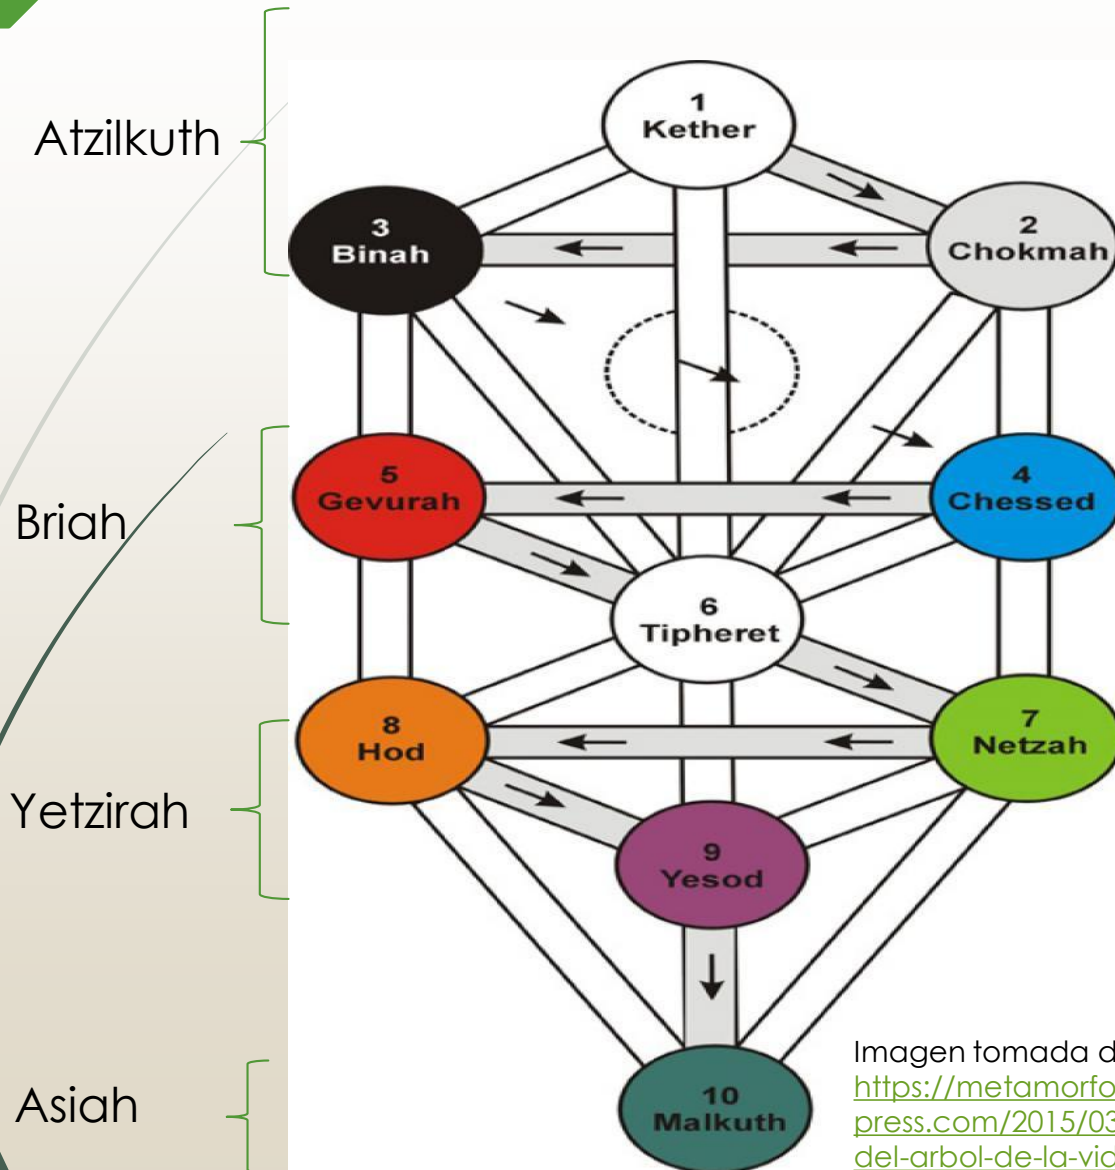 Atzilkuth
1
Kether
3
Binah
2
Chokmah
Briah
5
Gevurah
4
Chessed
6
Tipheret
Yetzirah
8
Hod
7
Netzah
9
Yesod
Asiah
10
Malkuth
Imagen tomada d
https://metamorfo
press.com/2015/03
del-arbol-de-la-vid